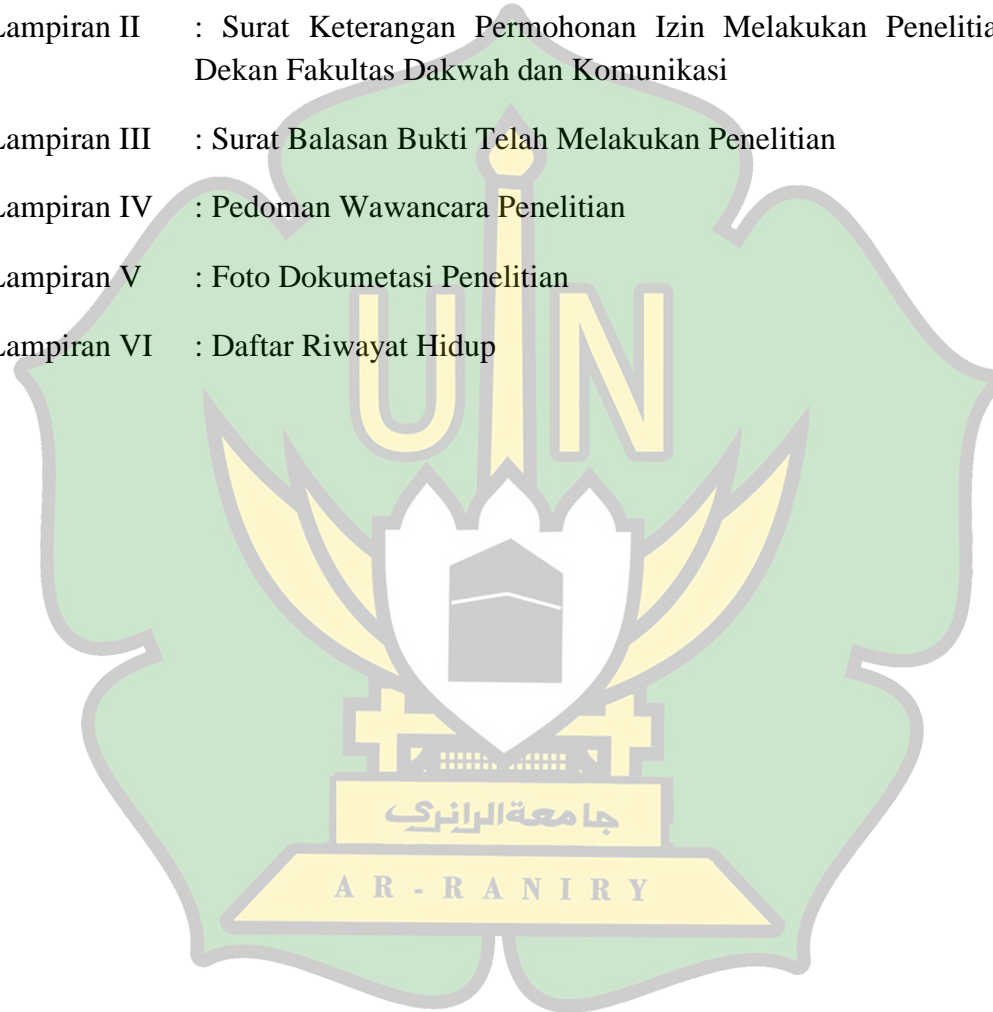 Lampiran II : Surat Keterangan Permohonan Izin Melakukan Penelitia
Dekan Fakultas Dakwah dan Komunikasi
Lampiran III : Surat Balasan Bukti Telah Melakukan Penelitian
Lampiran IV : Pedoman Wawancara Penelitian
Lampiran V : Foto Dokumetasi Penelitian
Lampiran VI : Daftar Riwayat Hidup
UIN
جامعةالرانري
AR-RANIRY